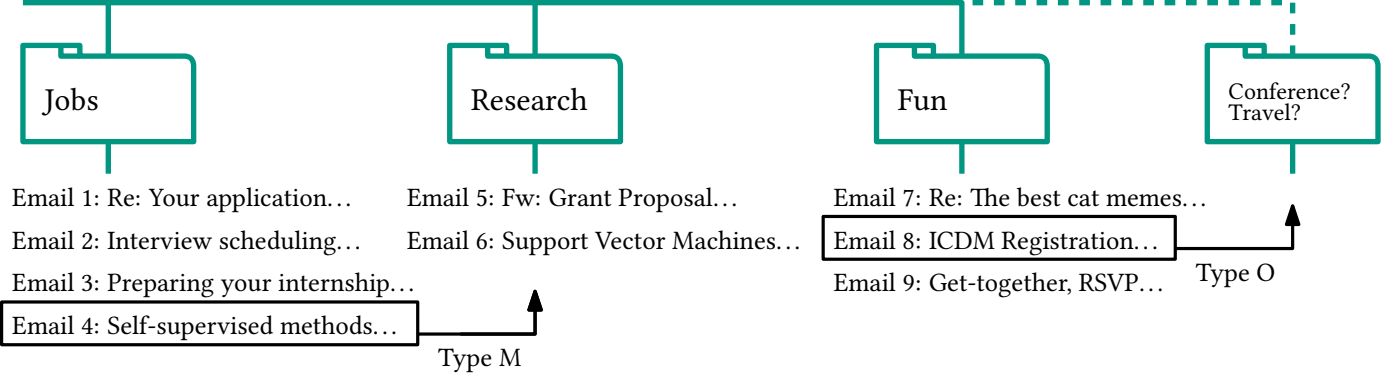 Jobs
Research
Fun
Conference?
Travel?
Email 1: Re: Your application…
Email 2: Interview scheduling…
Email 3: Preparing your internship…
Email 4: Self-supervised methods…
Type M
Email 5: Fw: Grant Proposal…
Email 6: Support Vector Machines…
Email 7: Re: The best cat memes…
Email 8: ICDM Registration…
Email 9: Get-together, RSVP…
Type O